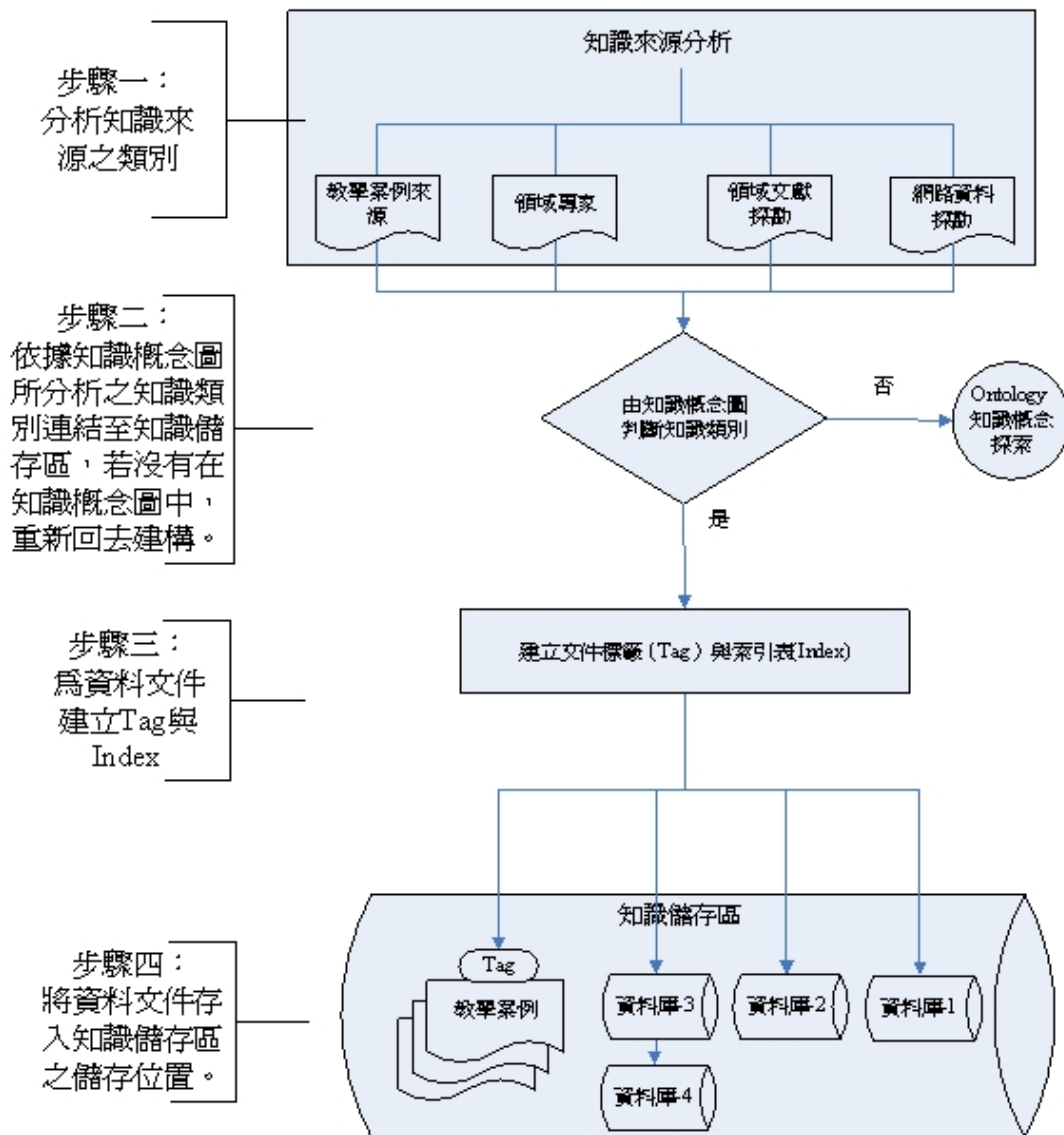 步驟一：
分析知識來
源之類別
知識來源分析
教學案例來
源
領域專家
領域文獻
探勘
網路資料
探勘
步驟二：
依據知識概念圖
所分析之知識類
別連結至知識儲
存區，若沒有在
知識概念圖中，
重新回去建構。
由知識概念圖
判斷知識類別
否
Ontology
知識概念
探索
是
步驟三：
為資料文件
建立Tag與
Index
建立文件標籤（Tag）與索引表(Index)
步驟四：
將資料文件存
入知識儲存區
之儲存位置。
知識儲存區
Tag
教學案例
資料庫-3
資料庫-2
資料庫-1
資料庫-4